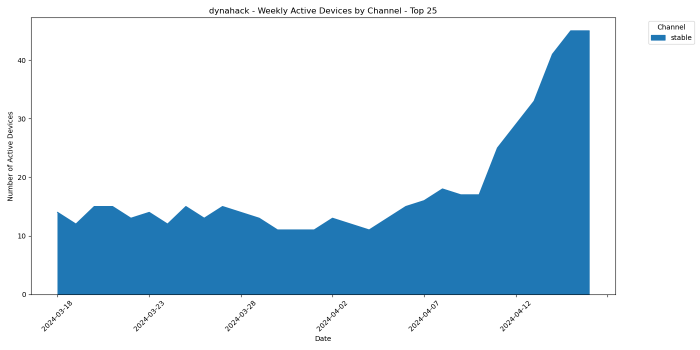 dynahack - Weekly Active Devices by Channel - Top 25
Channel
stable
Number of Active Devices
40
30
20
10
0
2024-03-18
2024-03-23
2024-03-28
2024-04-02
2024-04-07
2024-04-12
Date